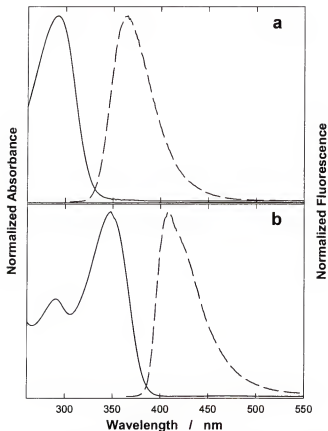 a
b
Normalized Absorbance
Normalized Fluorescence
300 350 400 450 500 550
Wavelength / nm